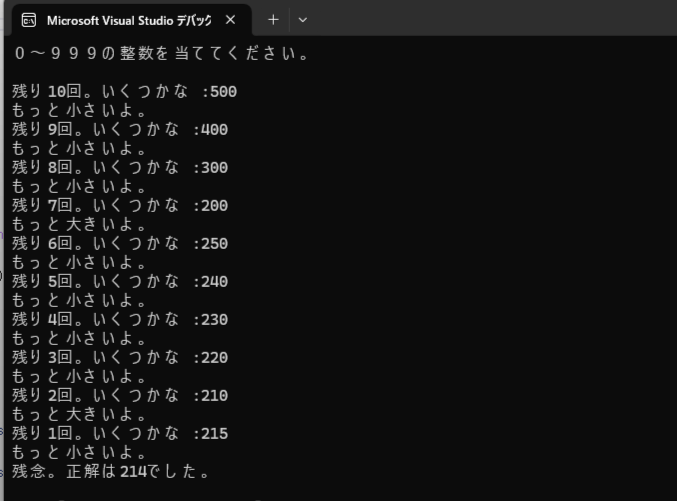 Microsoft Visual Studio デバッグ
0~999の整数を当ててください。
残り10回。いくつかな :500
もっと小さいよ。
残り9回。いくつかな :400
もっと小さいよ。
残り8回。いくつかな :300
もっと小さいよ。
残り7回。いくつかな :200
もっと大きいよ。
残り6回。いくつかな :250
もっと小さいよ。
残り5回。いくつかな :240
もっと小さいよ。
残り4回。いくつかな :230
もっと小さいよ。
残り3回。いくつかな :220
もっと小さいよ。
残り2回。いくつかな :210
もっと大きいよ。
残り1回。いくつかな :215
もっと小さいよ。
残念。正解は214でした。